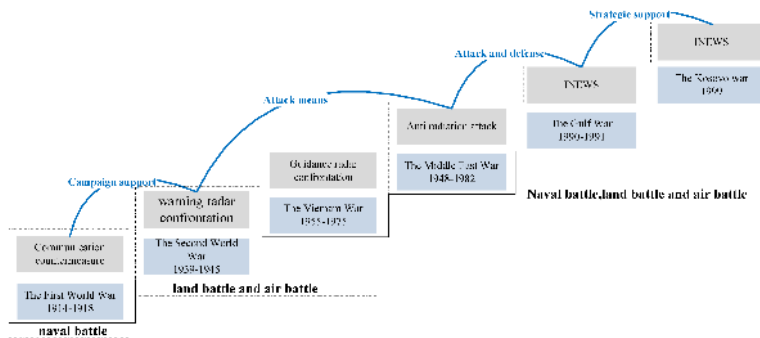 Strategic support
INEWS
The Kosovo war
1999
Attack and defense
INEWS
The Gulf War
1990-1991
Attack means
Anti radiation attack
The Middle East War
1948-1982
Naval battle,land battle and air battle
Guidance radio
confrontation
The Vietnam War
1955-1975
Campaign support
warning radar
confrontation
The Second World
War
1939-1945
land battle and air battle
Communication
countermeasure
The First World War
1914-1918
naval battle